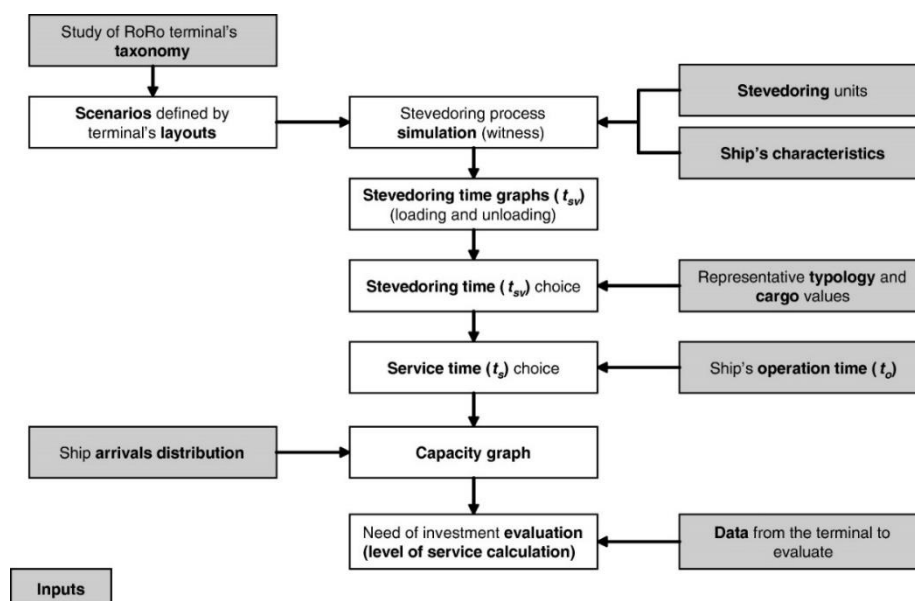 Study of RoRo terminal's
taxonomy
Scenarios defined by
terminal's layouts
Stevedoring process
simulation (witness)
Stevedoring units
Ship's characteristics
Stevedoring time graphs (tsv)
(loading and unloading)
Stevedoring time (tsv) choice
Representative typology and
cargo values
Service time (ts) choice
Ship's operation time (to)
Ship arrivals distribution
Capacity graph
Need of investment evaluation
(level of service calculation)
Data from the terminal to
evaluate
Inputs